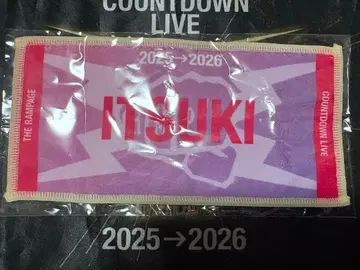 COUNTDOWN
LIVE
2025→2026
THE RAMPAGE
ITSUKI
COUNTDOWN LIVE
2025→2026